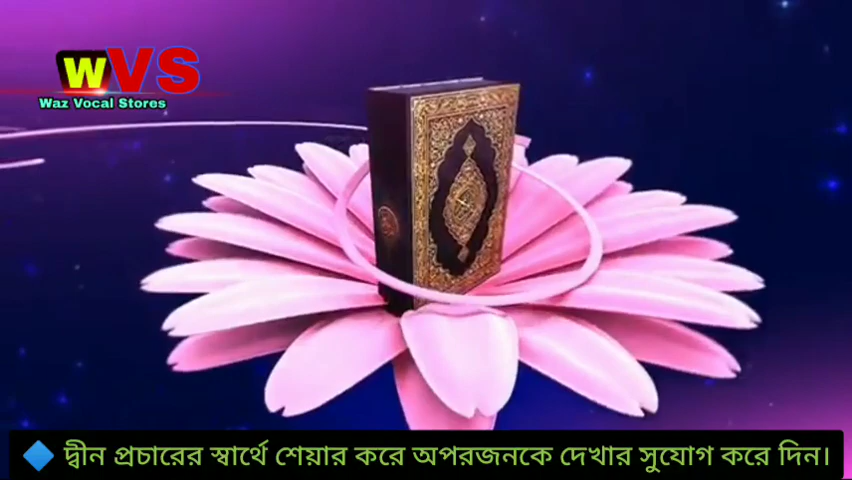 wVS
Waz Vocal Stores
🔷 দ্বীন প্রচারের স্বার্থে শেয়ার করে অপরজনকে দেখার সুযোগ করে দিন।